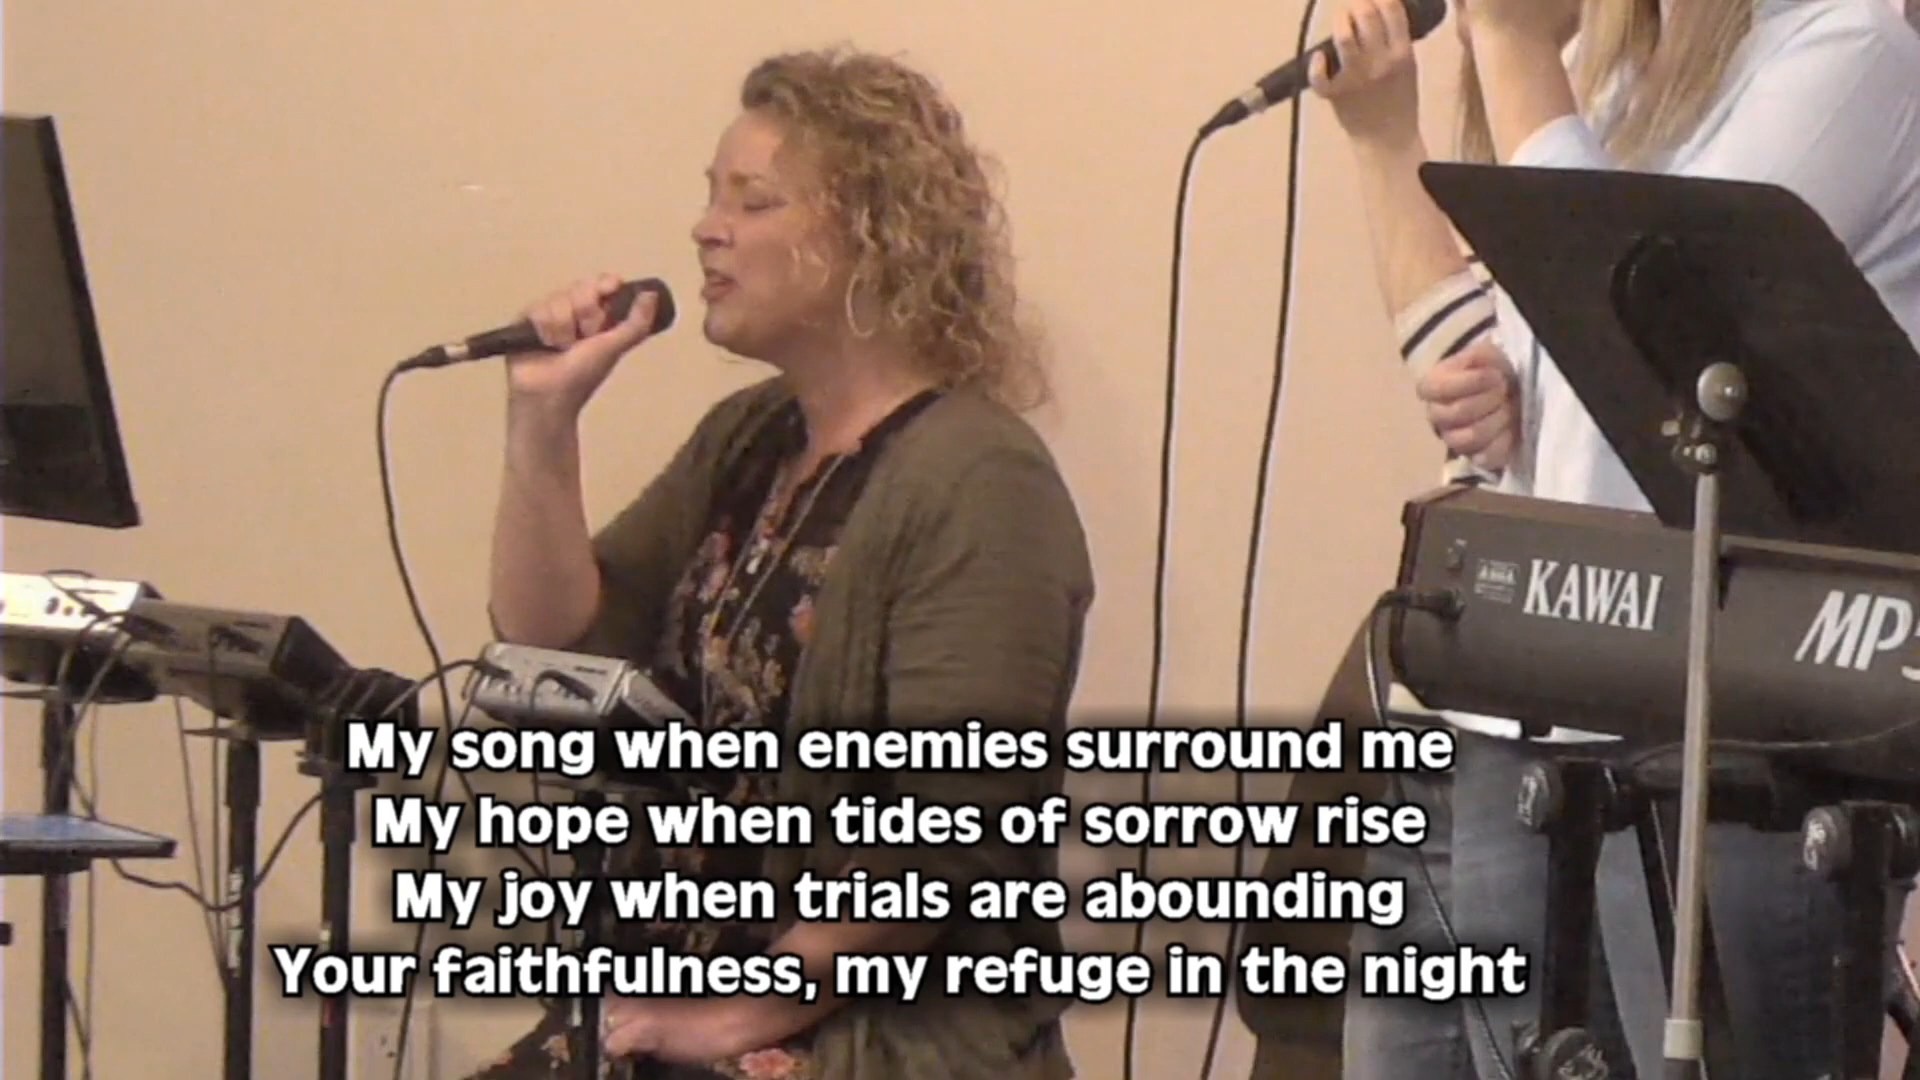 KAWAI
MP
My song when enemies surround me
My hope when tides of sorrow rise
My joy when trials are abounding
Your faithfulness, my refuge in the night